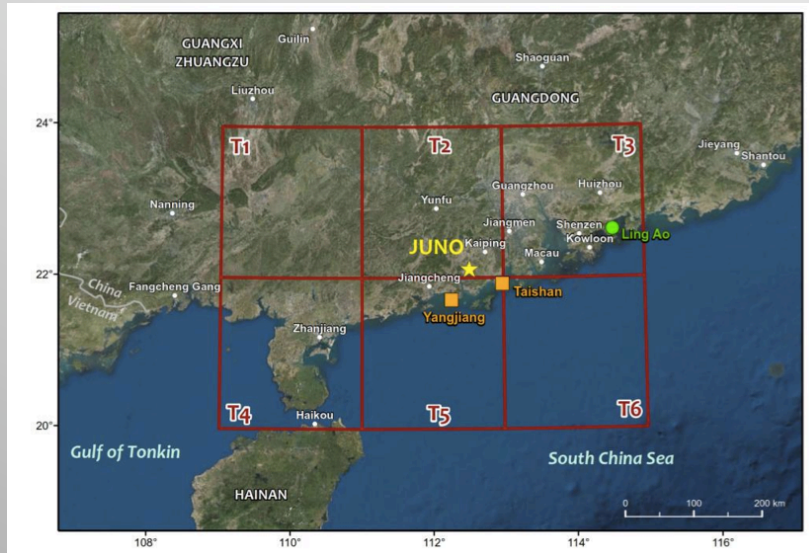 GUANGXI
ZHUANGZU
Guilin
Shaoguan
Liuzhou
GUANGDONG
24°
T1
T2
T3
Jieyang
Shantou
Nanning
Yunfu
Guangzhou
Huizhou
Jiangmen
Shenzen
Ling Ao
JUNO
Kaiping
Kowloon
Macau
22°
China
Vietnam
Fangcheng Gang
Jiangcheng
Taishan
Yangjiang
Zhanjiang
T4
T5
T6
20°
Haikou
Gulf of Tonkin
South China Sea
HAINAN
0 100 200 km
108° 110° 112° 114° 116°